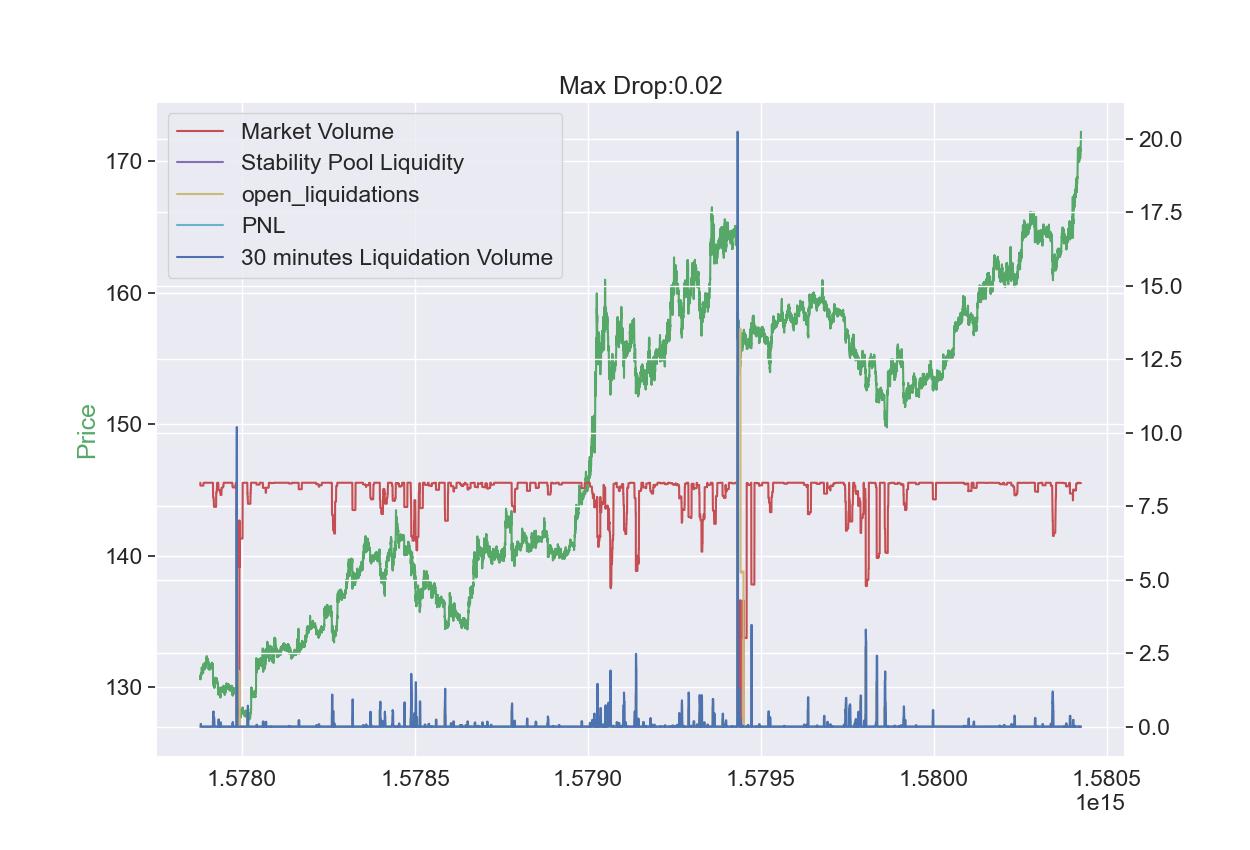 Max Drop:0.02
Market Volume
Stability Pool Liquidity
open_liquidations
PNL
30 minutes Liquidation Volume
Price
170
160
150
140
130
20.0
17.5
15.0
12.5
10.0
7.5
5.0
2.5
0.0
1.5780 1.5785 1.5790 1.5795 1.5800 1.5805
1e15